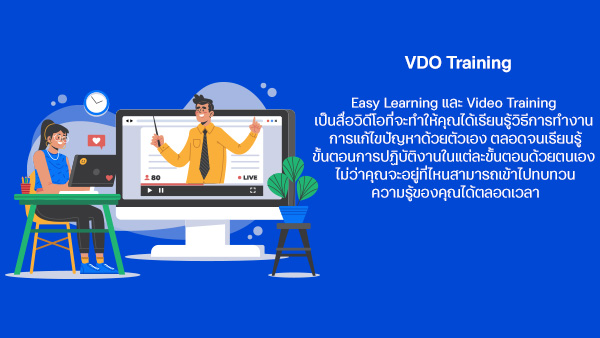 VDO Training
Easy Learning และ Video Training
เป็นสื่อวิดีโอที่จะทำให้คุณได้เรียนรู้วิธีการทำงาน
การแก้ไขปัญหาด้วยตัวเอง ตลอดจนเรียนรู้
ขั้นตอนการปฏิบัติงานในแต่ละขั้นตอนด้วยตนเอง
ไม่ว่าคุณจะอยู่ที่ไหนสามารถเข้าไปทบทวน
ความรู้ของคุณได้ตลอดเวลา
80
LIVE